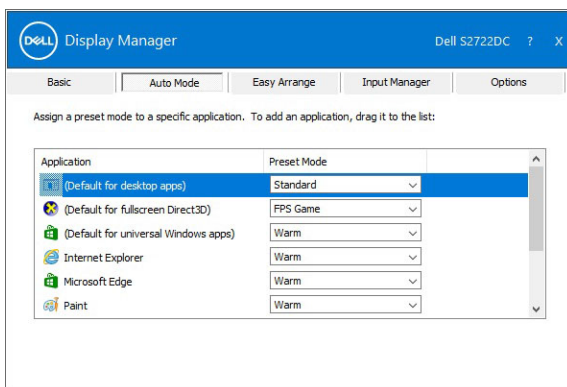 DELL Display Manager Dell S2722DC ? X
Basic Auto Mode Easy Arrange Input Manager Options
Assign a preset mode to a specific application. To add an application, drag it to the list:
Application Preset Mode
(Default for desktop apps) Standard
(Default for fullscreen Direct3D) FPS Game
(Default for universal Windows apps) Warm
Internet Explorer Warm
Microsoft Edge Warm
Paint Warm